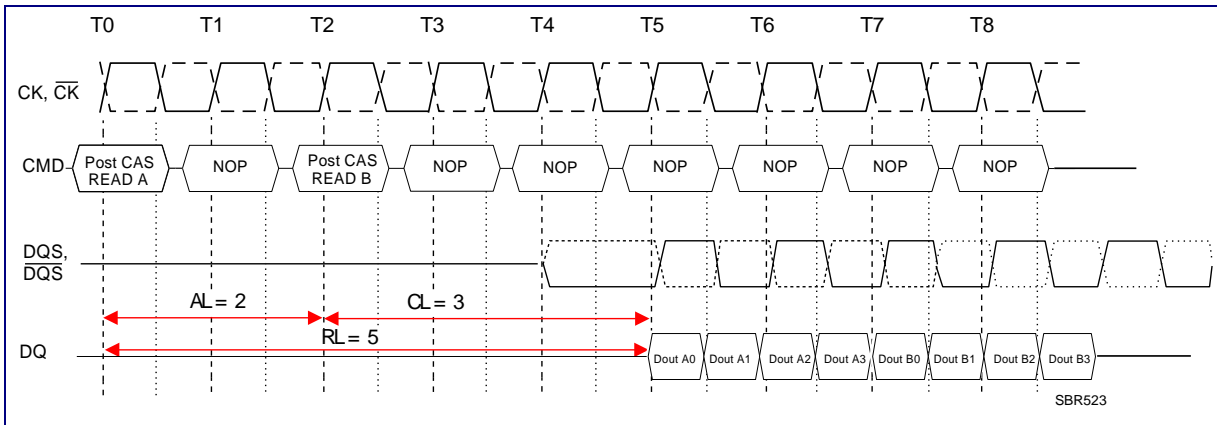 T0 T1 T2 T3 T4 T5 T6 T7 T8
CK, CK
CMD
Post CAS
READ A
NOP
Post CAS
READ B
NOP
NOP
NOP
NOP
NOP
NOP
DQS,
DQS
AL = 2
CL = 3
RL = 5
DQ
Dout A0 Dout A1 Dout A2 Dout A3 Dout B0 Dout B1 Dout B2 Dout B3
SBR523